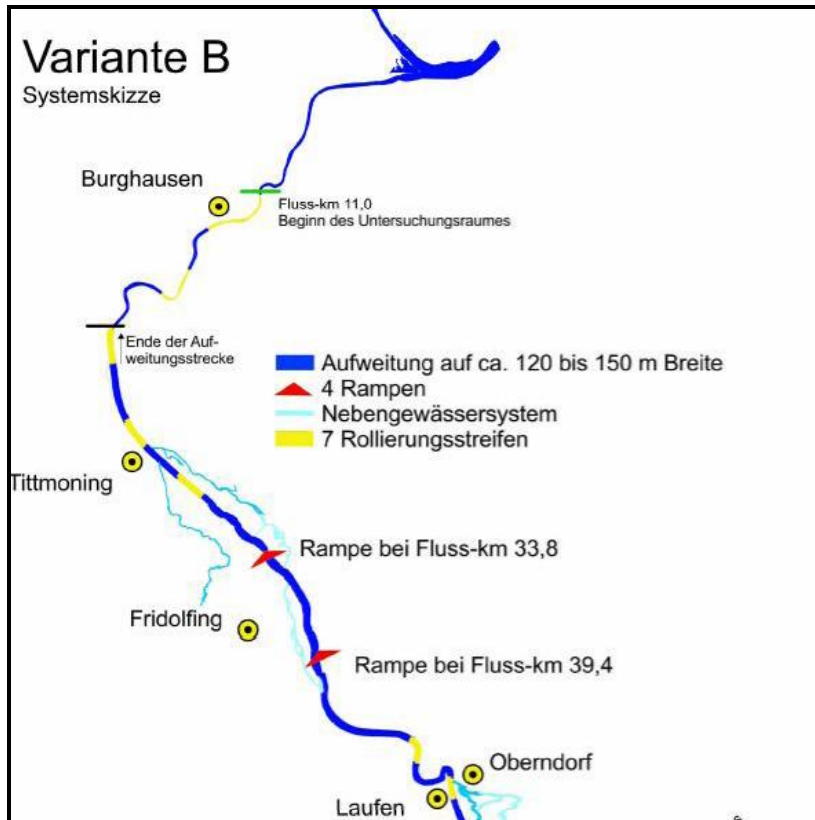 Variante B
Systemskizze
Burghausen
Fluss-km 11,0
Beginn des Untersuchungsraumes
Ende der Auf-
weitungsstrecke
Aufweitung auf ca. 120 bis 150 m Breite
4 Rampen
Nebengewässersystem
7 Rollierungsstreifen
Tittmoning
Rampe bei Fluss-km 33,8
Fridolfing
Rampe bei Fluss-km 39,4
Oberndorf
Laufen